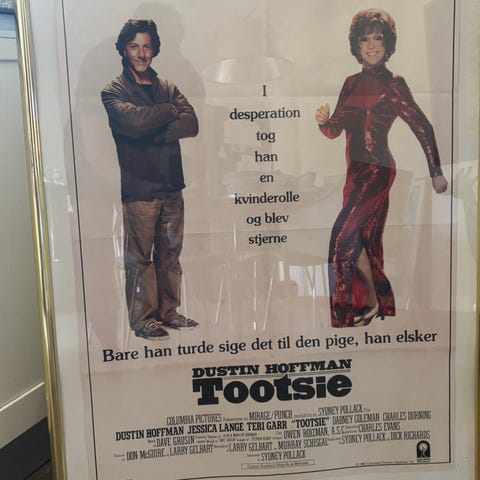 I
desperation
tog
han
en
kvinderolle
og blev
stjerne
Bare han turde sige det til den pige, han elsker
DUSTIN HOFFMAN
Tootsie
COLUMBIA PICTURES MIRAGE/PUNCH SYDNEY POLLACK
DUSTIN HOFFMAN JESSICA LANGE TERI GARR "TOOTSIE" DABNEY COLEMAN CHARLES DURNING
DAVE GRUSIN OWEN ROIZMAN, A.S.C. CHARLES EVANS
DON McGUIRE LARRY GELBART LARRY GELBART MURRAY SCHISGAL SYDNEY POLLACK DICK RICHARDS
SYDNEY POLLACK